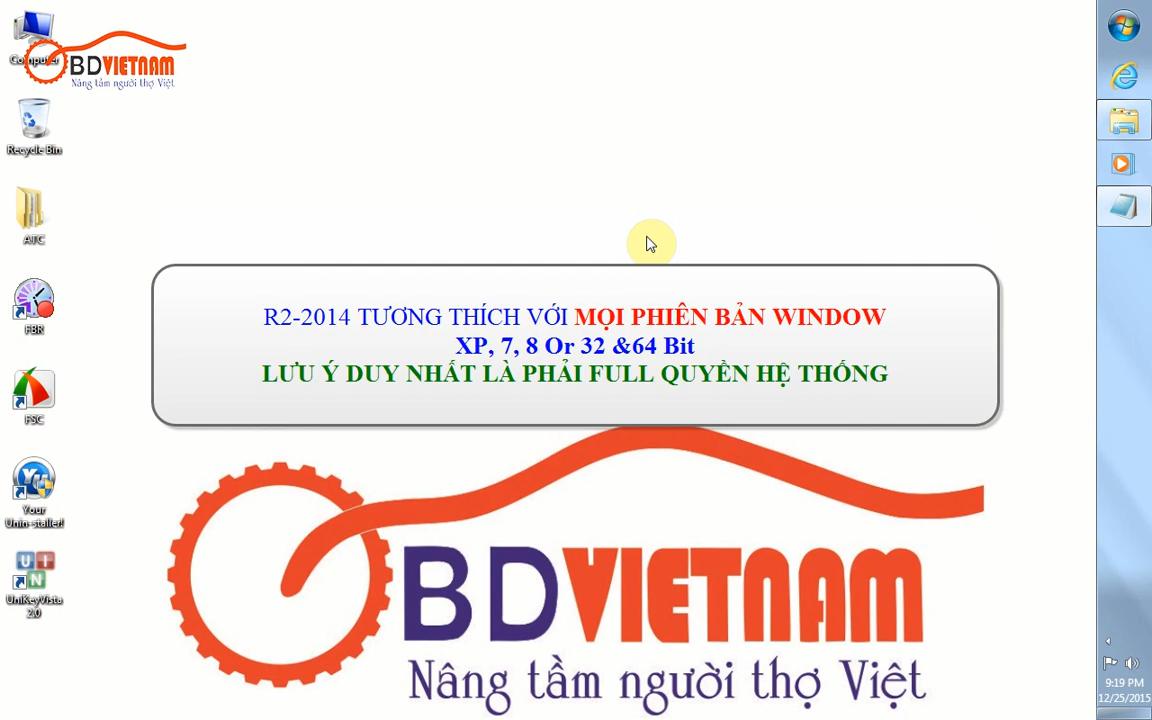 Computer
OBDVIETNAM
Nâng tầm người thợ Việt
Recycle Bin
ATC
FBR
FSC
Your
Unin-staller!
UniKeyVista
2.0
R2-2014 TƯƠNG THÍCH VỚI MỌI PHIÊN BẢN WINDOW
XP, 7, 8 Or 32 &64 Bit
LƯU Ý DUY NHẤT LÀ PHẢI FULL QUYỀN HỆ THỐNG
OBDVIETNAM
Nâng tầm người thợ Việt
9:19 PM
12/25/2015